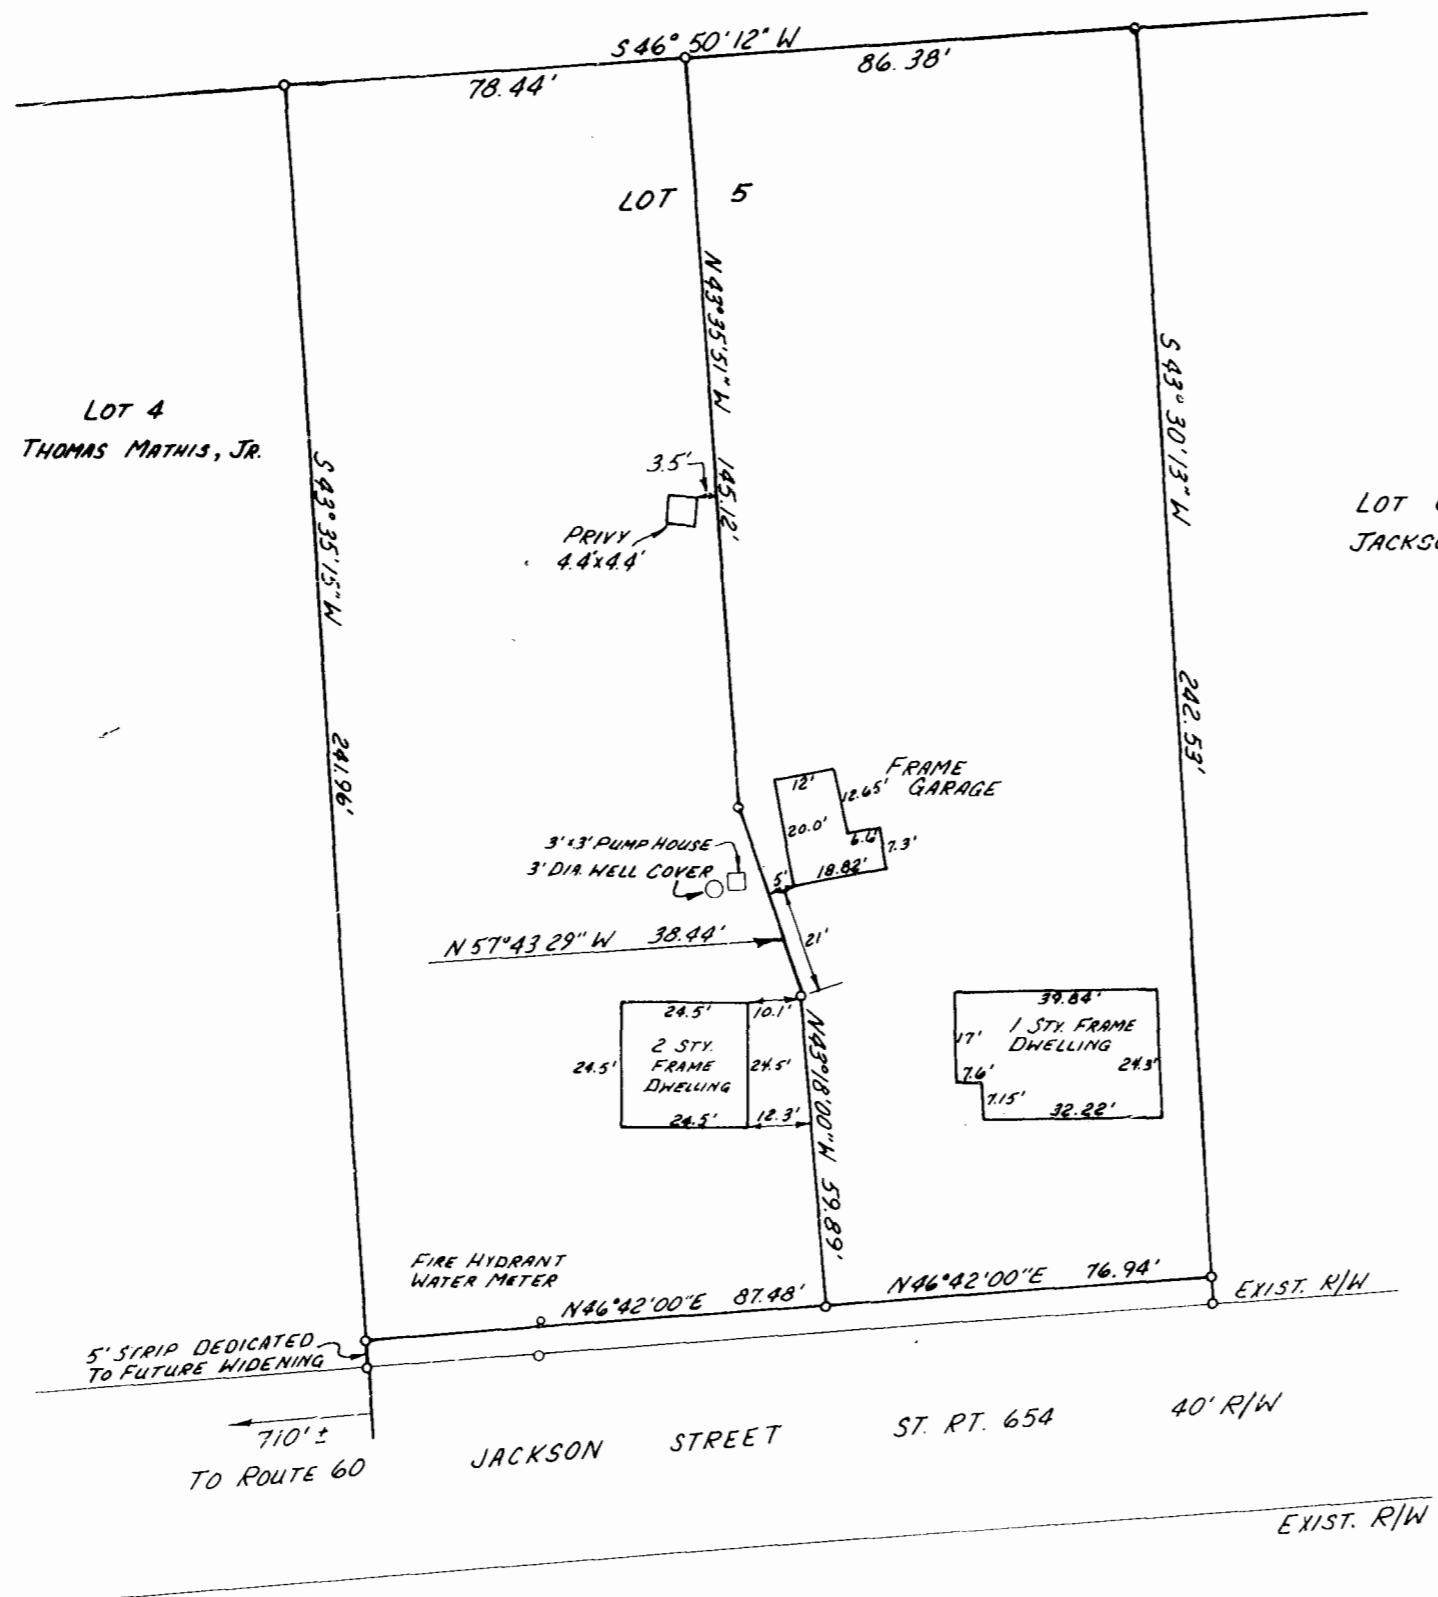 S 46° 50' 12" W
78.44'
86.38'
LOT 5
N 43° 35' 51" W 145.12'
S 43° 30' 13" W 242.53'
LOT 4
THOMAS MATHIS, JR.
S 43° 35' 15" W 241.96'
3.5'
PRIVY
4.4'x4.4'
LOT
12'
FRAME
GARAGE
12.65'
20.0'
6.6'
7.3'
18.82'
5'
3'x3' PUMP HOUSE
3' DIA. WELL COVER
21'
N 57° 43 29" W 38.44'
24.5'
10.1'
2 STY.
FRAME
DWELLING
24.5'
24.5'
24.5'
12.3'
N 43° 18' 00" W 59.89'
39.84'
1 STY. FRAME
DWELLING
17'
24.3'
7.6'
7.15'
32.22'
FIRE HYDRANT
WATER METER
N 46° 42' 00" E 87.48'
N 46° 42' 00" E 76.94'
EXIST. R/W
5' STRIP DEDICATED
TO FUTURE WIDENING
710' ±
TO ROUTE 60
JACKSON STREET ST. RT. 654 40' R/W
EXIST. R/W